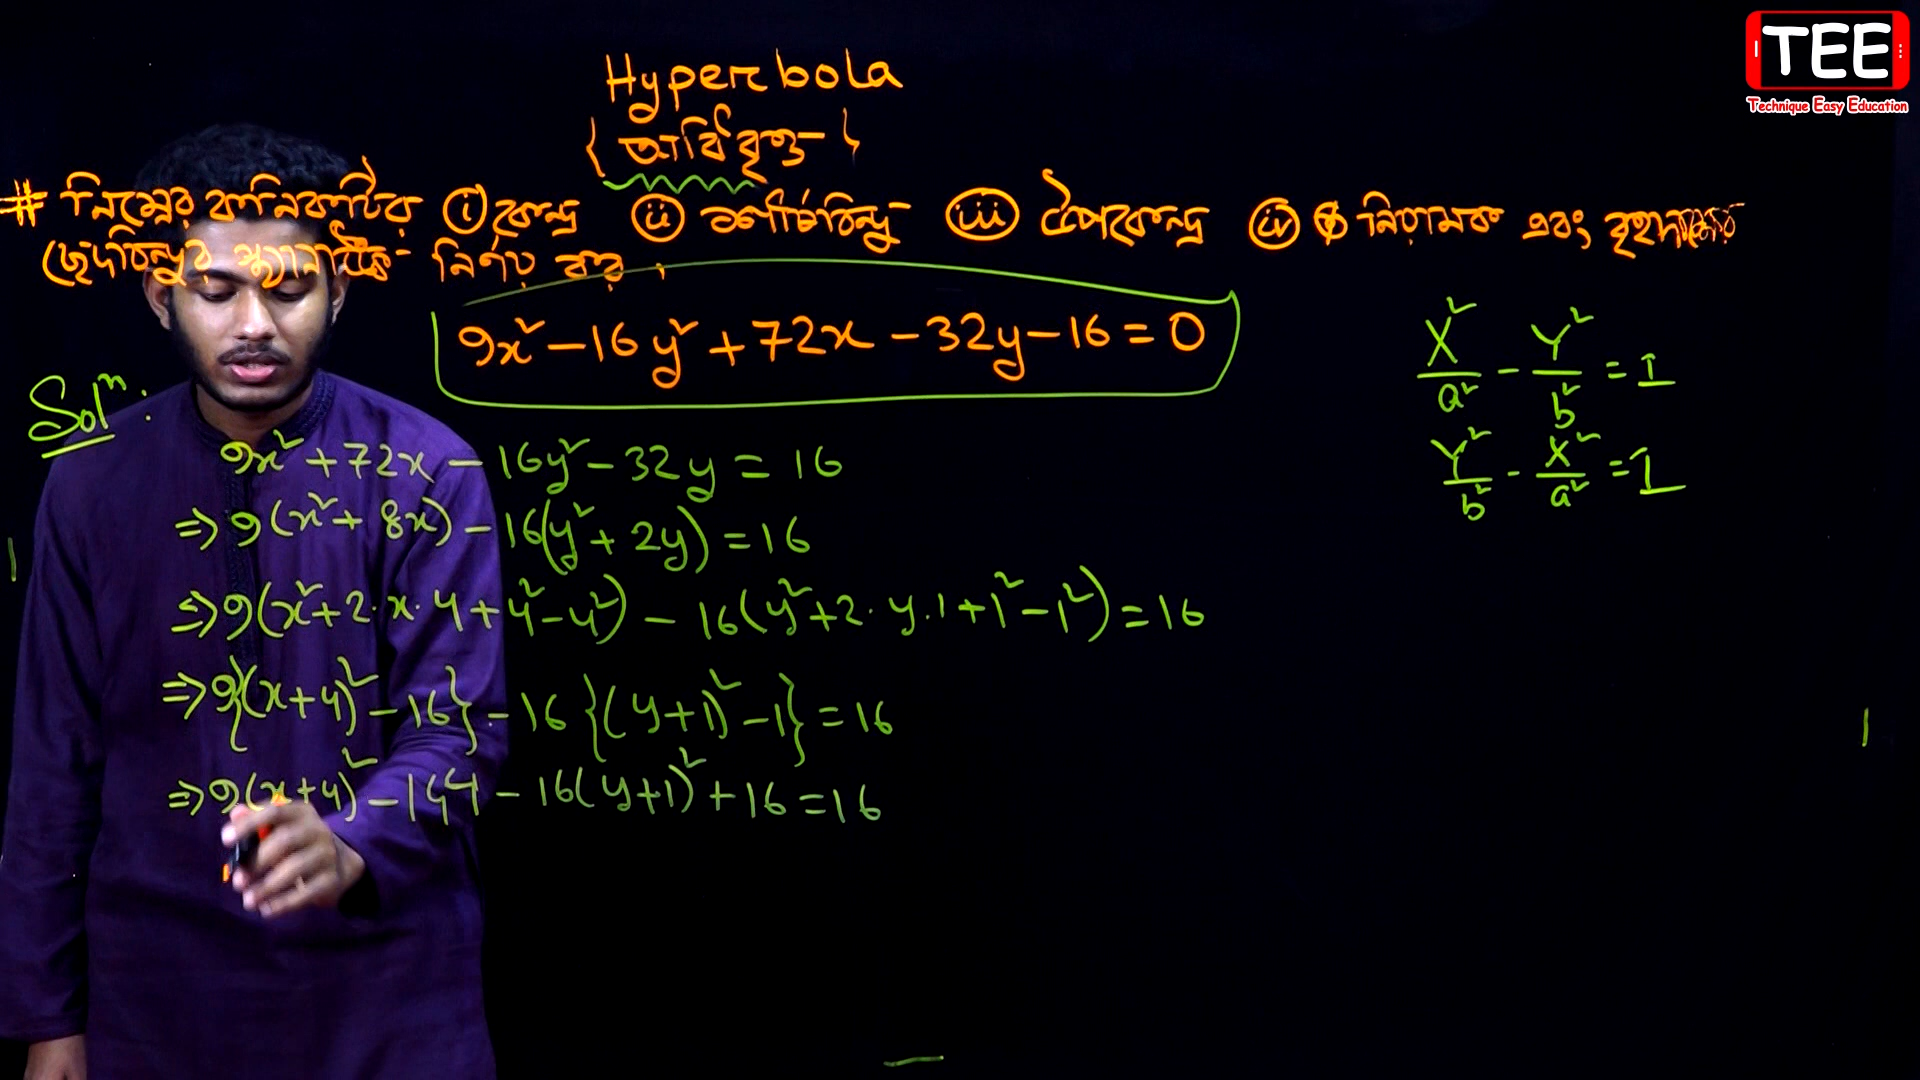 TEE
Technique Easy Education
Hyperbola
{ অধিবৃত্ত }
# নিম্নের কনিকটির (i) কেন্দ্র (ii) শীর্ষবিন্দু (iii) উপকেন্দ্র (iv) নিয়ামক এবং বৃহদাক্ষের
ছেদবিন্দুর স্থানাঙ্ক নির্ণয় কর।
9x² − 16y² + 72x − 32y − 16 = 0
X²/a² − Y²/b² = 1
Y²/b² − X²/a² = 1
Solⁿ:
9x² + 72x − 16y² − 32y = 16
⇒ 9(x² + 8x) − 16(y² + 2y) = 16
⇒ 9(x² + 2·x·4 + 4² − 4²) − 16(y² + 2·y·1 + 1² − 1²) = 16
⇒ 9{(x+4)² − 16} − 16{(y+1)² − 1} = 16
⇒ 9(x+4)² − 144 − 16(y+1)² + 16 = 16